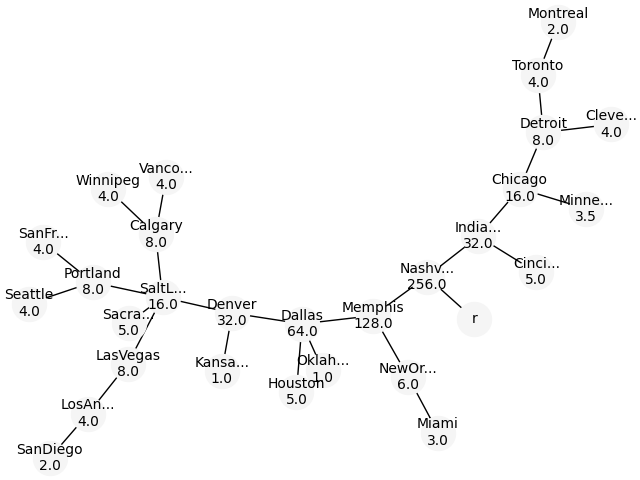 Montreal
2.0
Toronto
4.0
Cleve...
4.0
Detroit
8.0
Vanco...
4.0
Winnipeg
4.0
Chicago
16.0
Minne...
3.5
Calgary
8.0
India...
32.0
SanFr...
4.0
Cinci...
5.0
Nashv...
256.0
Portland
8.0
Seattle
4.0
SaltL...
16.0
Denver
32.0
Memphis
128.0
Dallas
64.0
r
Sacra...
5.0
LasVegas
8.0
Kansa...
1.0
Oklah...
1.0
NewOr...
6.0
Houston
5.0
LosAn...
4.0
Miami
3.0
SanDiego
2.0